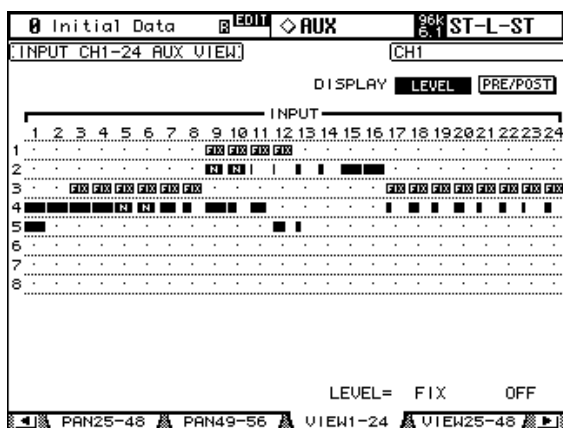 0 Initial Data EDIT ◇AUX 96k 6.1 ST-L-ST
INPUT CH1-24 AUX VIEW CH1
DISPLAY LEVEL PRE/POST
INPUT
1 2 3 4 5 6 7 8 9 10 11 12 13 14 15 16 17 18 19 20 21 22 23 24
1 FIX FIX FIX FIX
2 N N
3 FIX FIX FIX FIX FIX FIX FIX FIX FIX FIX FIX FIX FIX FIX
4 N N
5
6
7
8
LEVEL= FIX OFF
PAN25-48 PAN49-56 VIEW1-24 VIEW25-48